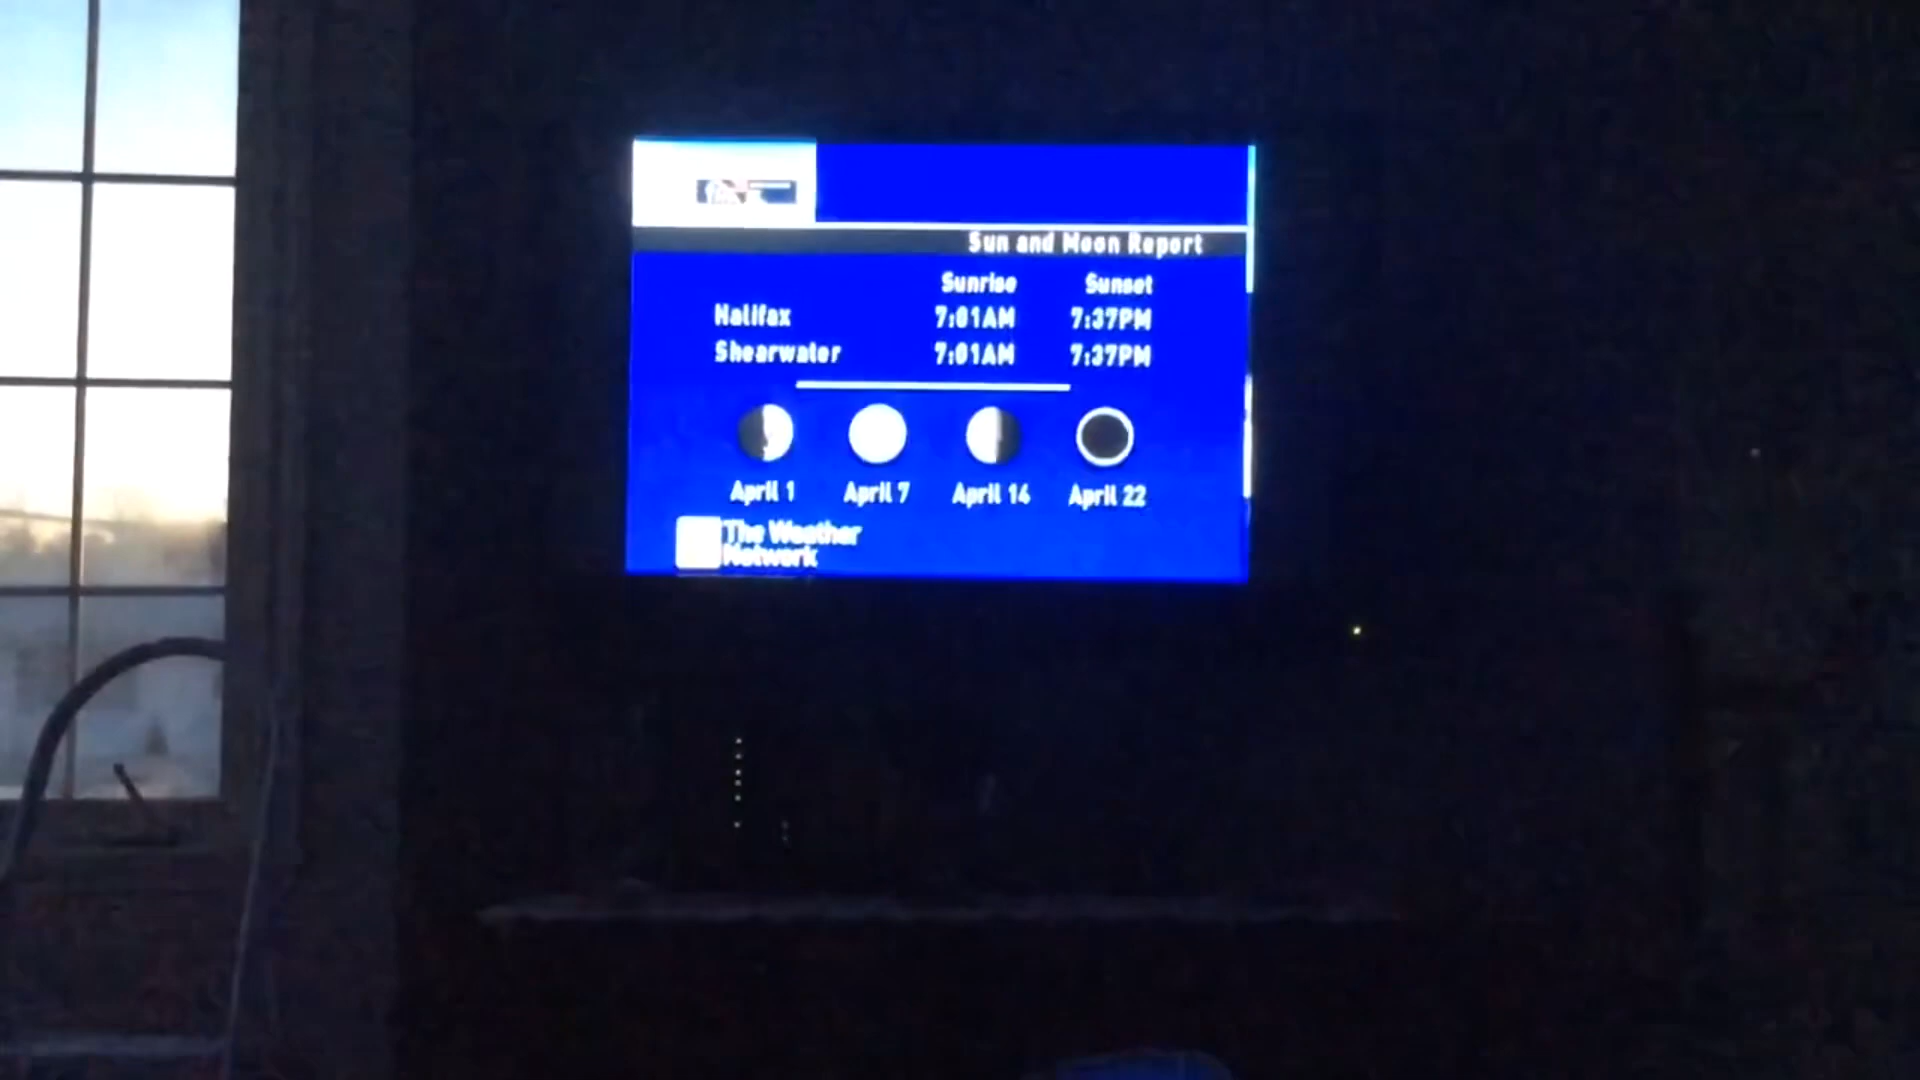 Sun and Moon Report
Sunrise Sunset
Halifax 7:01AM 7:37PM
Shearwater 7:01AM 7:37PM
April 1 April 7 April 14 April 22
The Weather
Network